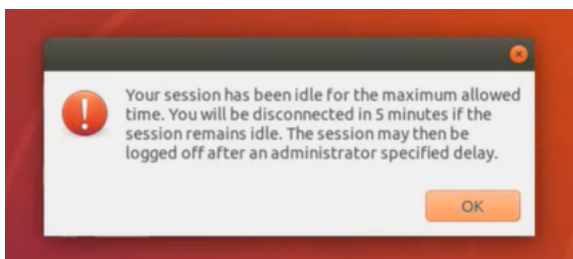 Your session has been idle for the maximum allowed
time. You will be disconnected in 5 minutes if the
session remains idle. The session may then be
logged off after an administrator specified delay.
OK